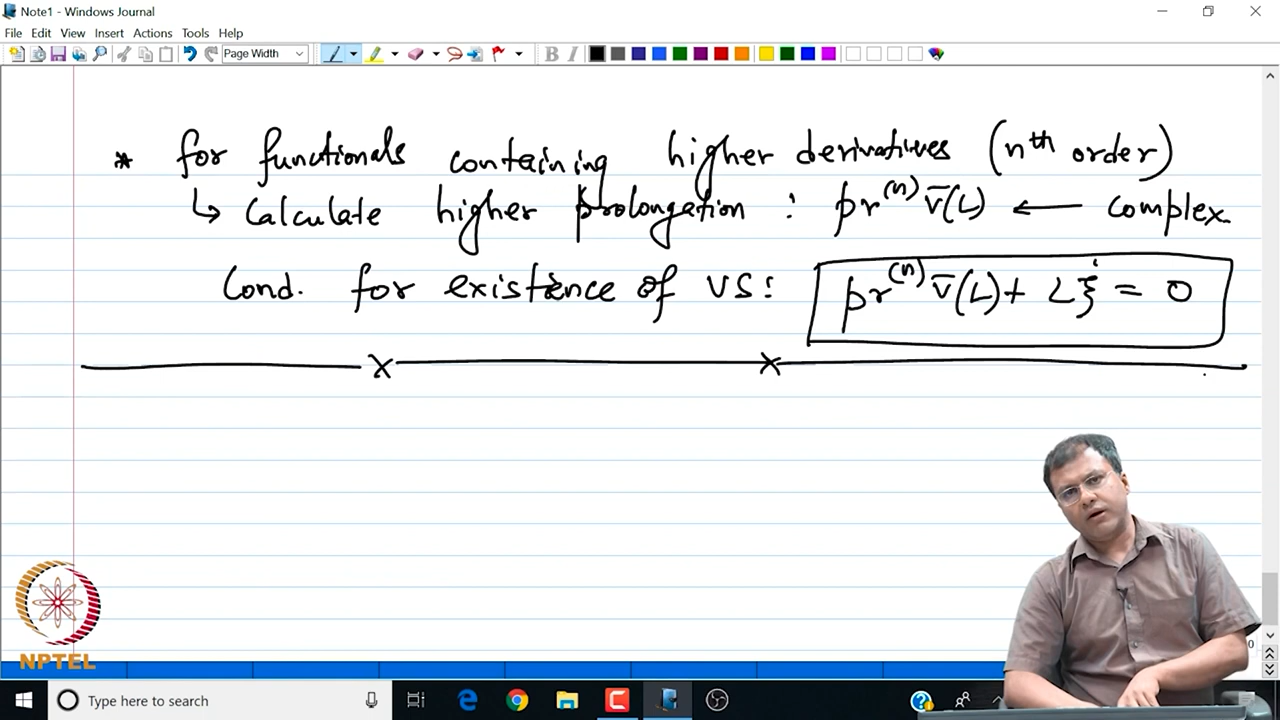 Note1 - Windows Journal
File Edit View Insert Actions Tools Help
Page Width B I
* for functionals containing higher derivatives (nth order)
↳ Calculate higher prolongation : pr⁽ⁿ⁾ v̄(L) ← complex
Cond. for existence of VS: pr⁽ⁿ⁾ v̄(L) + L ξ̇ = 0
NPTEL
Type here to search